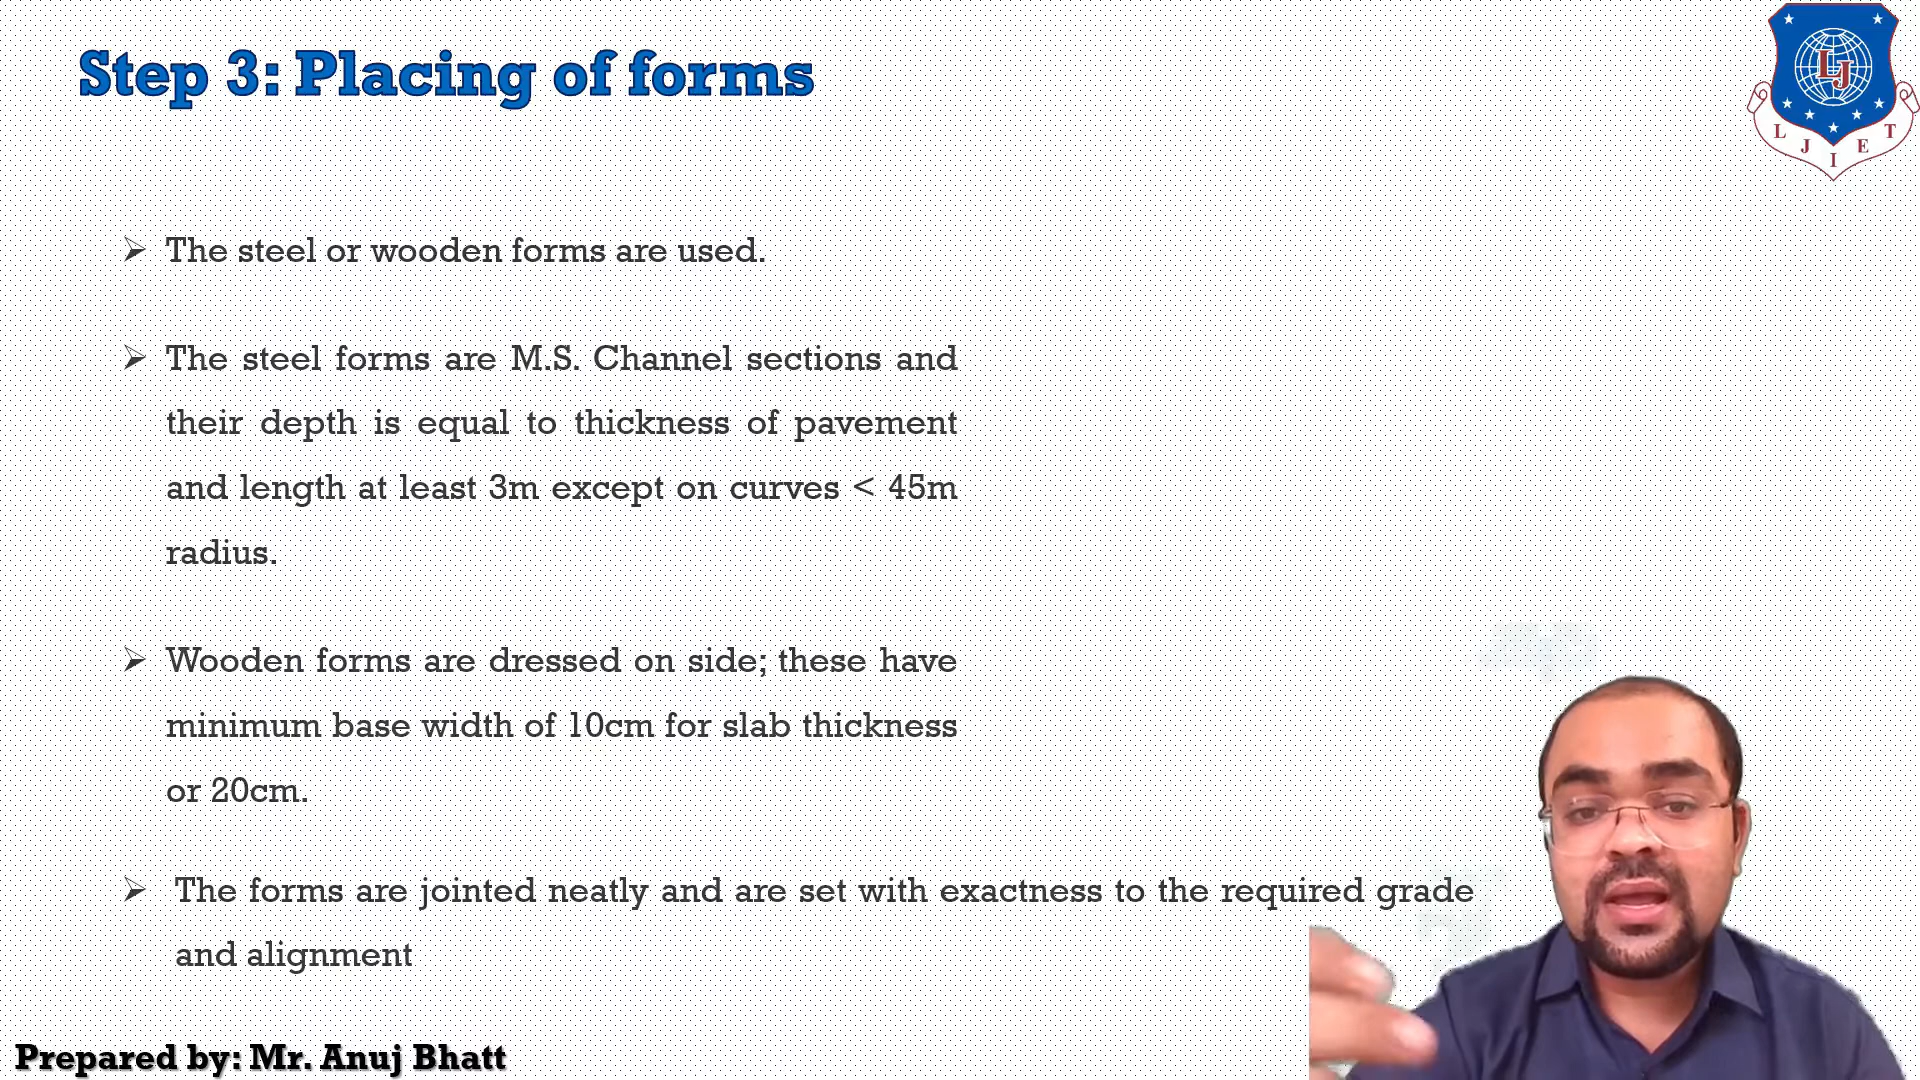 Step 3: Placing of forms
LJ
L J I E T
The steel or wooden forms are used.
The steel forms are M.S. Channel sections and
their depth is equal to thickness of pavement
and length at least 3m except on curves < 45m
radius.
Wooden forms are dressed on side; these have
minimum base width of 10cm for slab thickness
or 20cm.
The forms are jointed neatly and are set with exactness to the required grade
and alignment
Prepared by: Mr. Anuj Bhatt